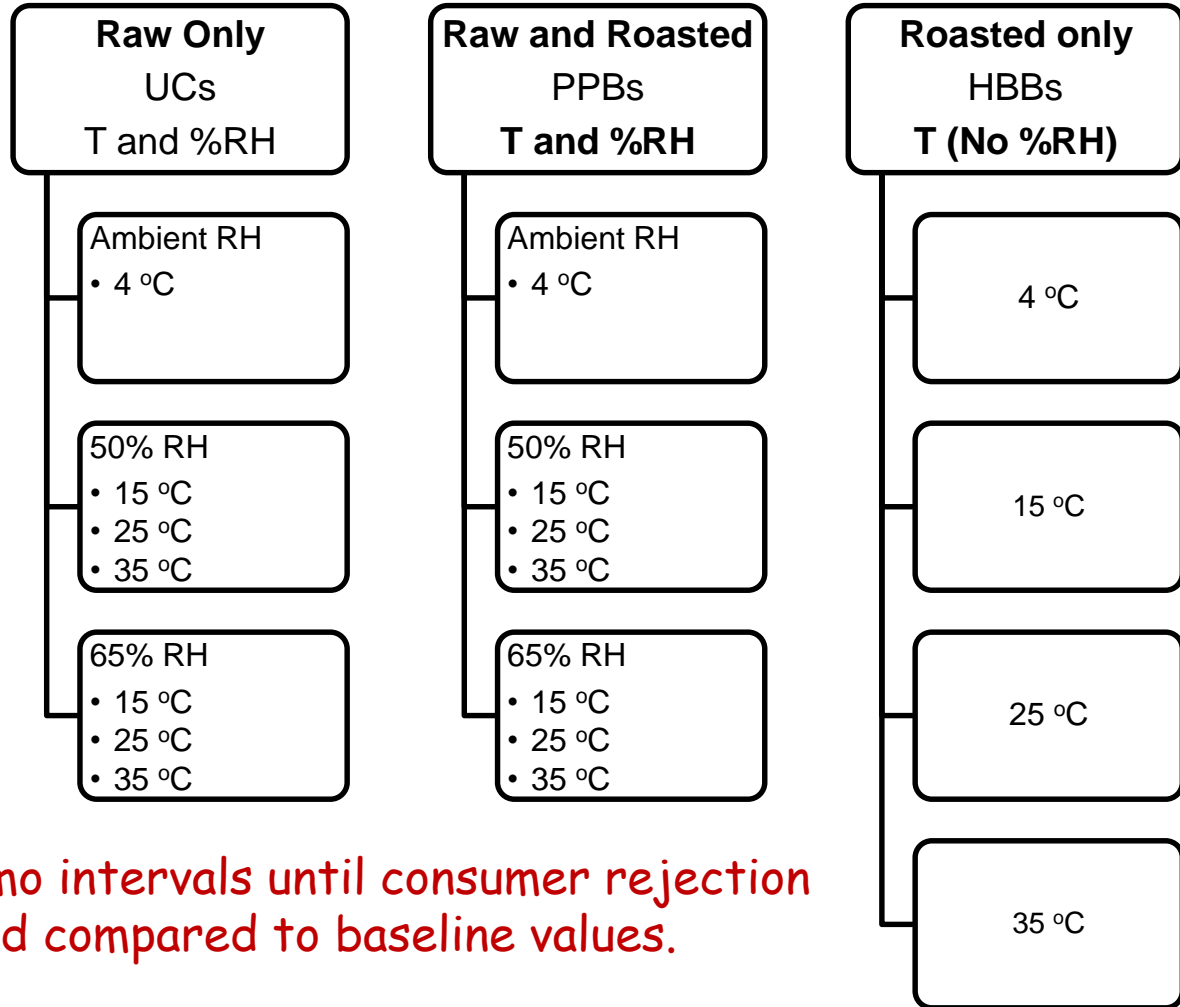 Raw Only
UCs
T and %RH
Ambient RH
• 4 ºC
50% RH
• 15 ºC
• 25 ºC
• 35 ºC
65% RH
• 15 ºC
• 25 ºC
• 35 ºC
Raw and Roasted
PPBs
T and %RH
Ambient RH
• 4 ºC
50% RH
• 15 ºC
• 25 ºC
• 35 ºC
65% RH
• 15 ºC
• 25 ºC
• 35 ºC
Roasted only
HBBs
T (No %RH)
4 ºC
15 ºC
25 ºC
35 ºC
intervals until consumer rejection
compared to baseline values.